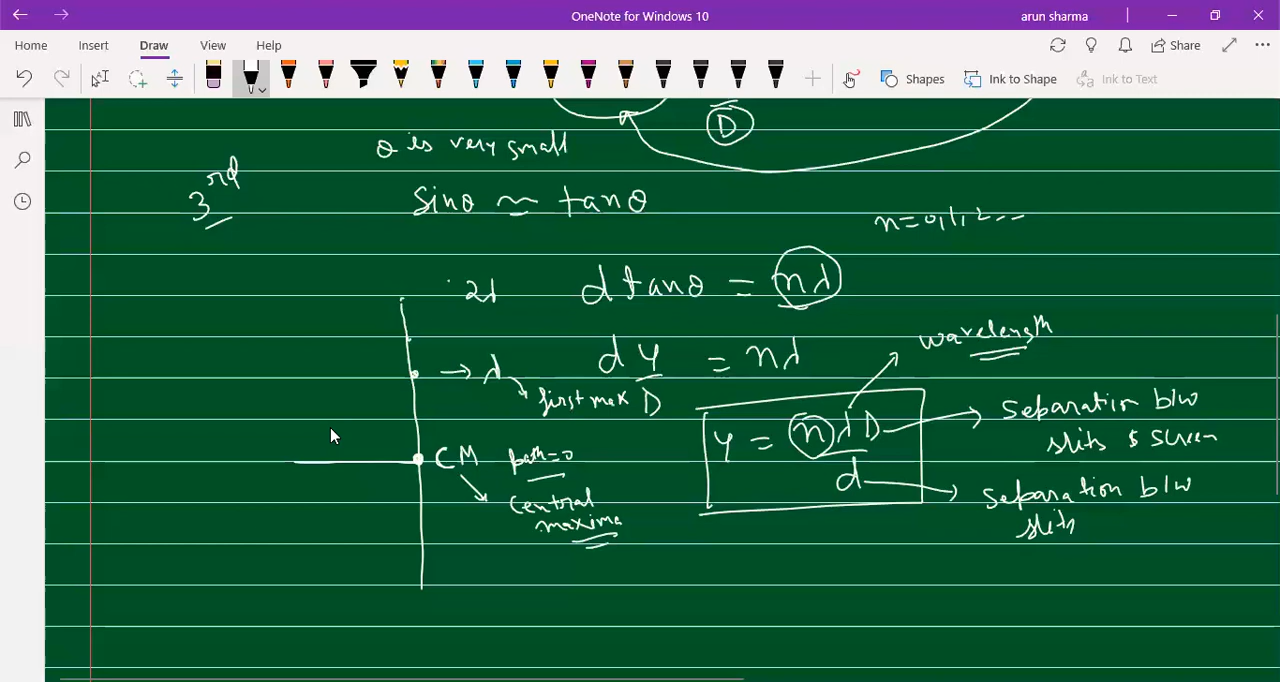 OneNote for Windows 10
arun sharma
Home Insert Draw View Help
Share
Shapes
Ink to Shape
Ink to Text
D
θ is very small
3rd
sinθ ≈ tanθ
n=0,1,2---
2λ
d tanθ = nλ
wavelength
→ λ
d y = nλ
first max
D
separation b/w
slits & screen
y = nλD
d
CM path=0
central
maxima
separation b/w
slits